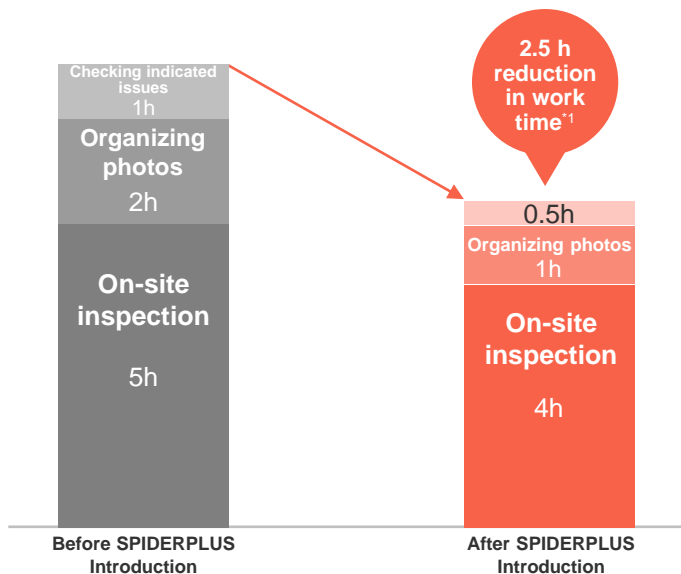 Checking indicated
issues
1h
Organizing
photos
2h
On-site
inspection
5h
Before SPIDERPLUS
Introduction
2.5 h
reduction
in work
time*1
0.5h
Organizing photos
1h
On-site
inspection
4h
After SPIDERPLUS
Introduction